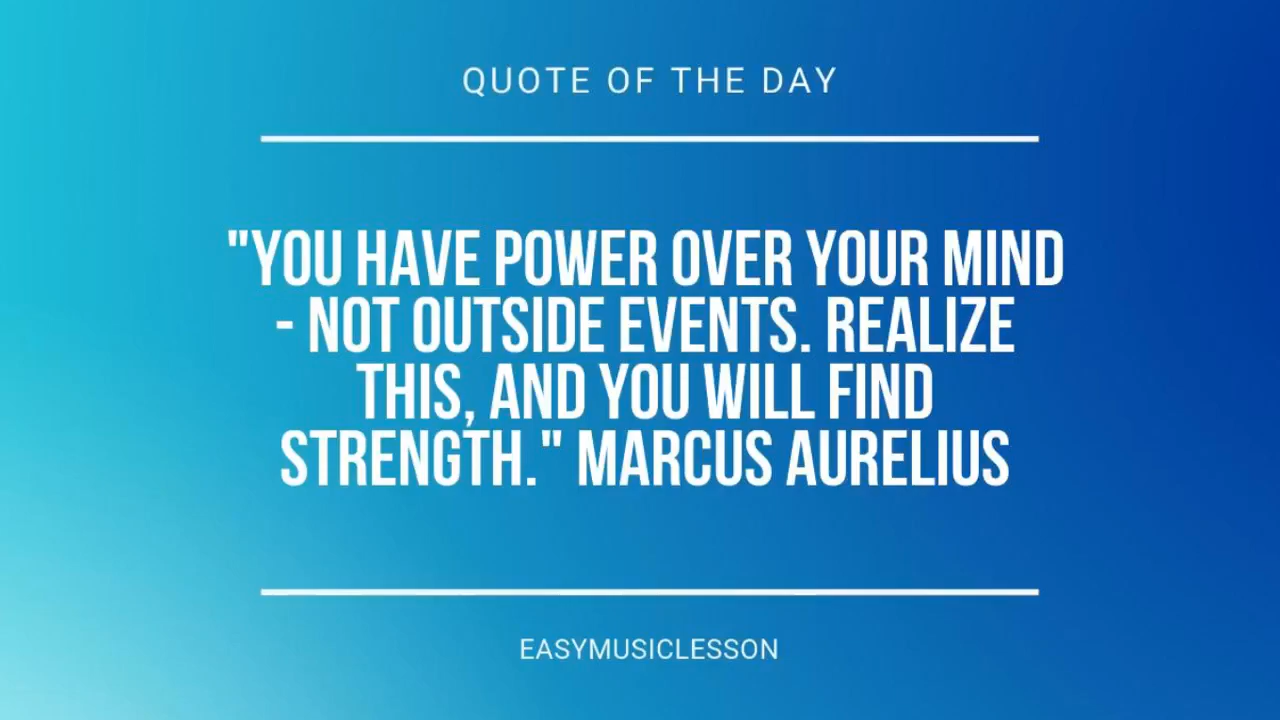 QUOTE OF THE DAY
"YOU HAVE POWER OVER YOUR MIND
- NOT OUTSIDE EVENTS. REALIZE
THIS, AND YOU WILL FIND
STRENGTH." MARCUS AURELIUS
EASYMUSICLESSON